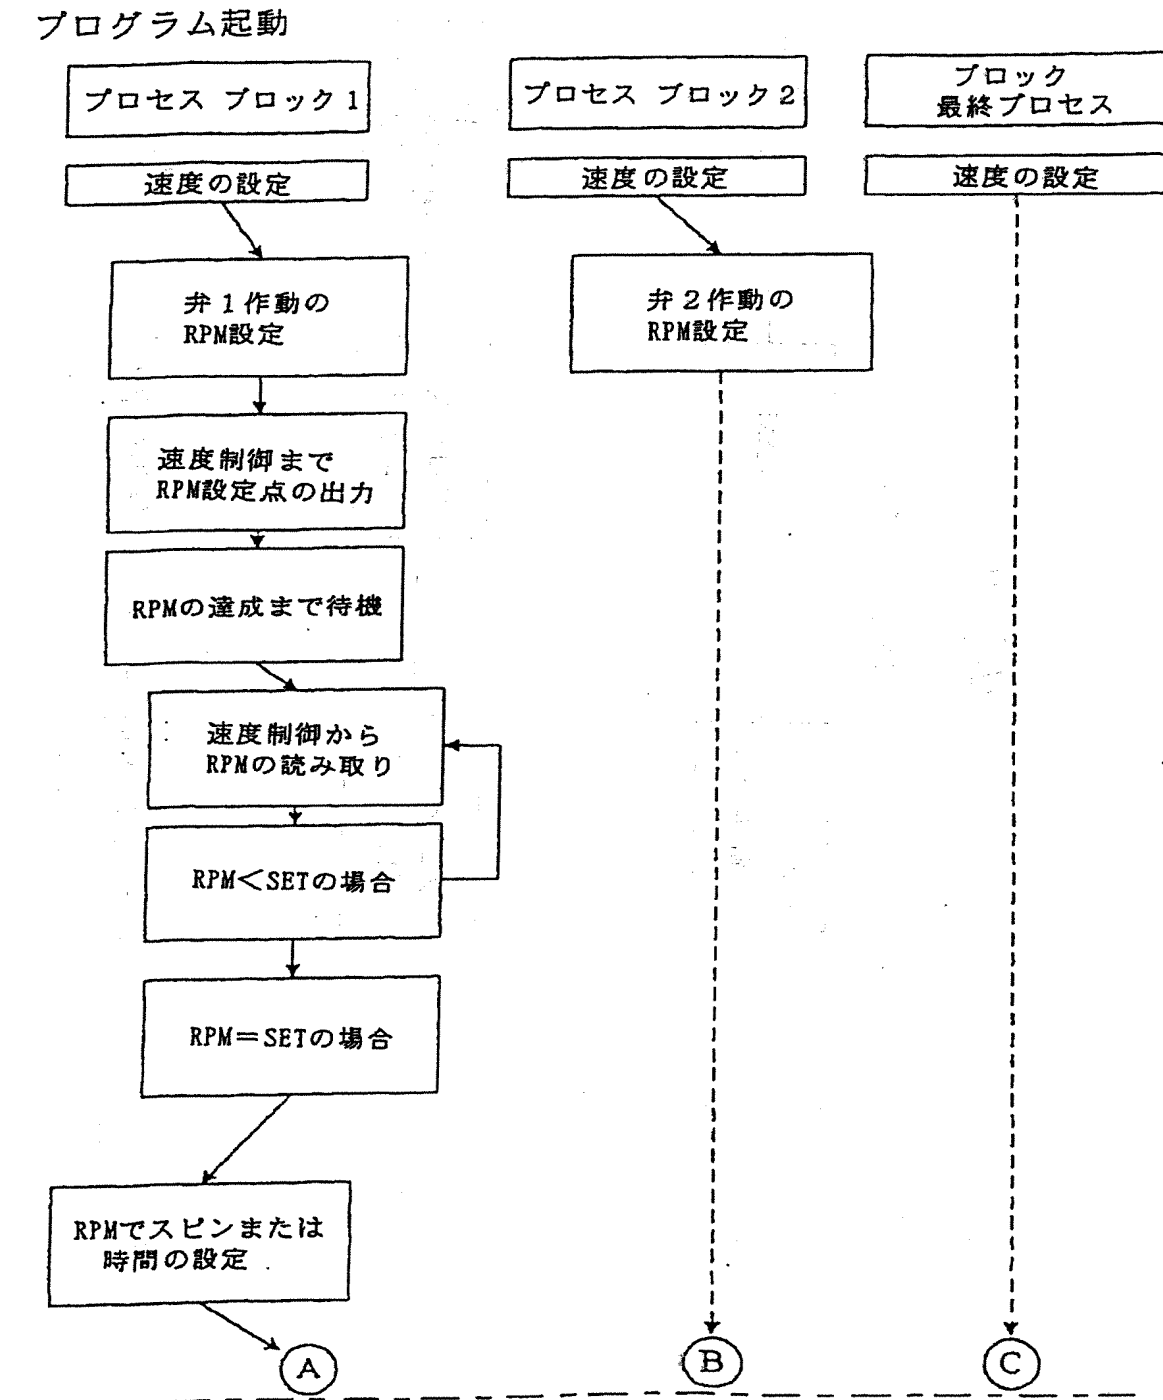 プログラム起動
プロセス ブロック１
プロセス ブロック２
ブロック
最終プロセス
速度の設定
速度の設定
速度の設定
弁１作動の
RPM設定
弁２作動の
RPM設定
速度制御まで
RPM設定点の出力
RPMの達成まで待機
速度制御から
RPMの読み取り
RPM＜SETの場合
RPM＝SETの場合
RPMでスピンまたは
時間の設定
A
B
C